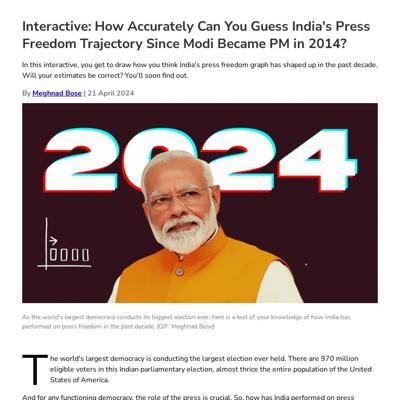 Interactive: How Accurately Can You Guess India's Press
Freedom Trajectory Since Modi Became PM in 2014?
In this interactive, you get to draw how you think India's press freedom graph has shaped up in the past decade.
Will your estimates be correct? You'll soon find out.
By Meghnad Bose | 21 April 2024
2024
As the world's largest democracy conducts its biggest election ever, here is a test of your knowledge of how India has
performed on press freedom in the past decade. (GIF: Meghnad Bose)
The world's largest democracy is conducting the largest election ever held. There are 970 million
eligible voters in this Indian parliamentary election, almost thrice the entire population of the United
States of America.
And for any functioning democracy, the role of the press is crucial. So, how has India performed on press